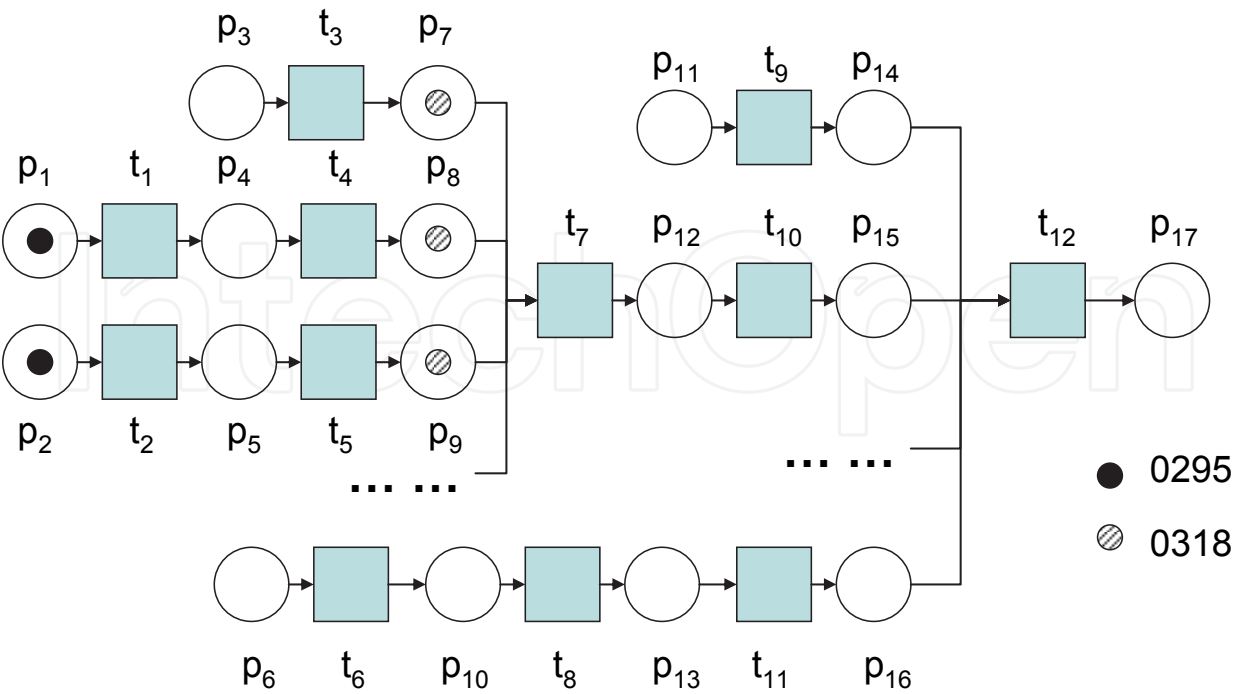 p3 t3 p7
p11 t9 p14
p1 t1 p4 t4 p8
t7 p12 t10 p15 t12 p17
IntechOpen
p2 t2 p5 t5 p9
... ...
... ...
0295
0318
p6 t6 p10 t8 p13 t11 p16